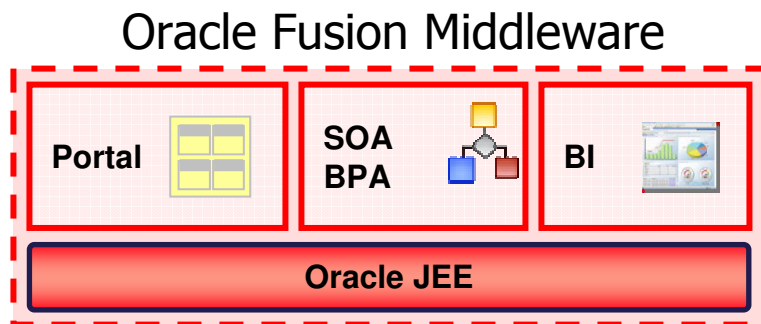 Oracle Fusion Middleware
Portal
SOA
BPA
BI
Oracle JEE